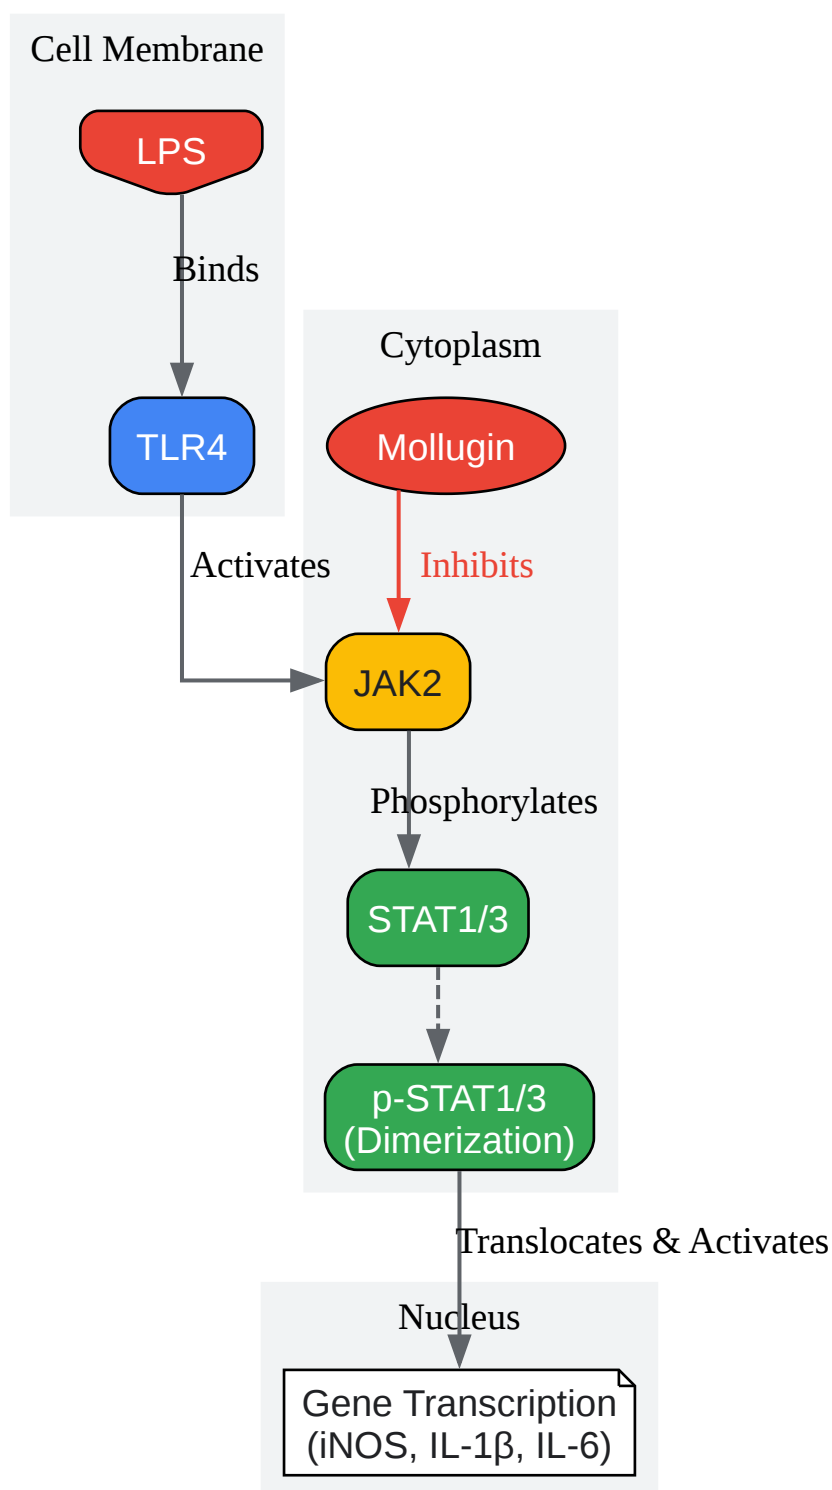 Cell Membrane
LPS
Binds
Cytoplasm
TLR4
Mollugin
Activates
Inhibits
JAK2
Phosphorylates
STAT1/3
p-STAT1/3
(Dimerization)
Translocates & Activates
Nucleus
Gene Transcription
(iNOS, IL-1β, IL-6)